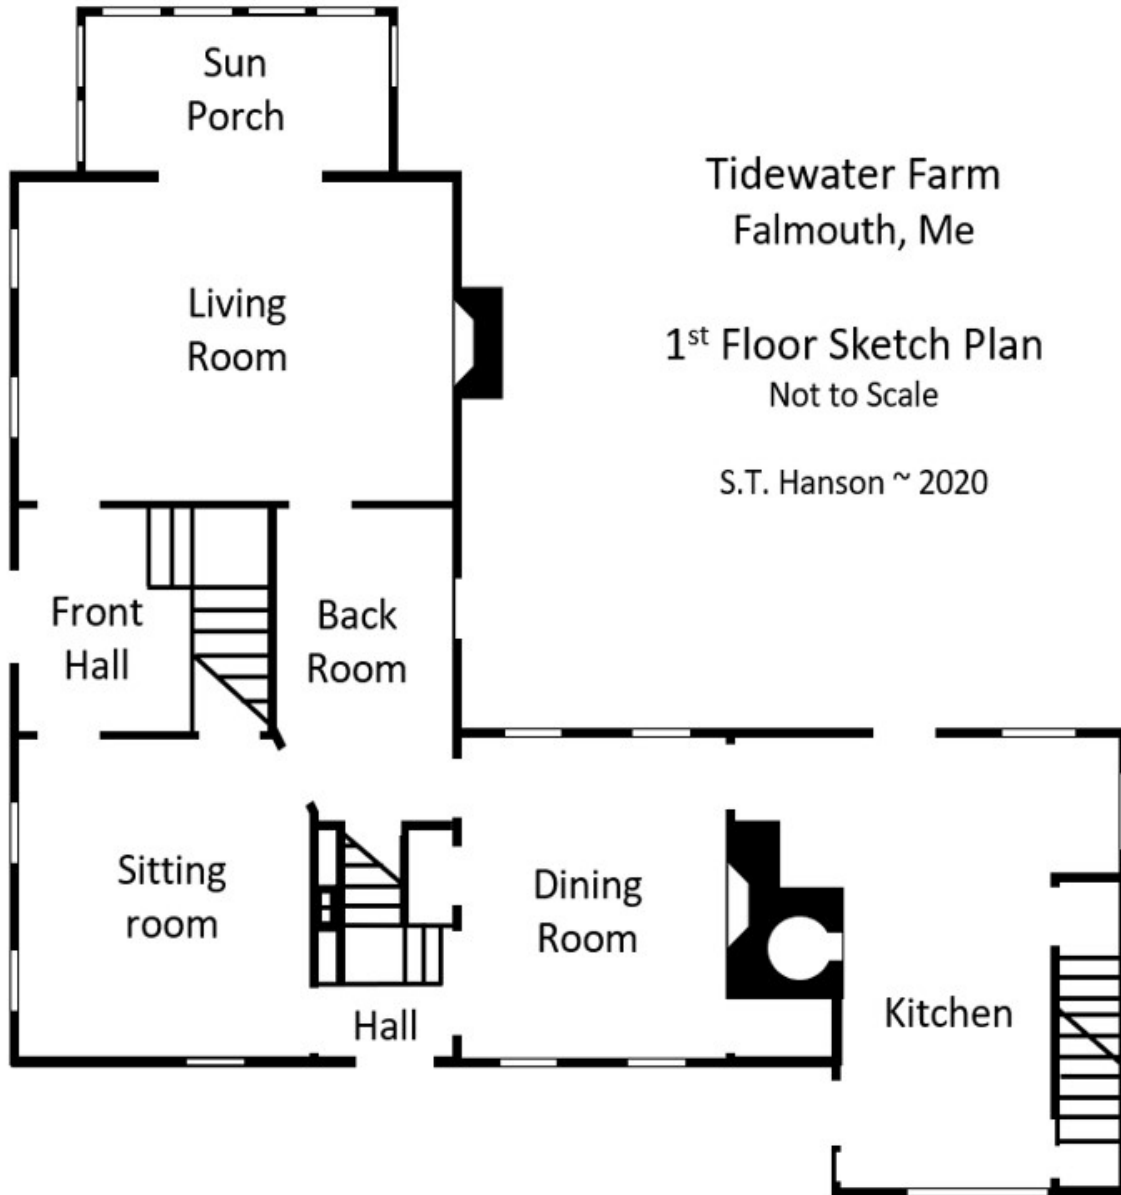 Sun
Porch
Tidewater Farm
Falmouth, Me
Living
Room
1st Floor Sketch Plan
Not to Scale
S.T. Hanson ~ 2020
Front
Hall
Back
Room
Sitting
room
Dining
Room
Hall
Kitchen